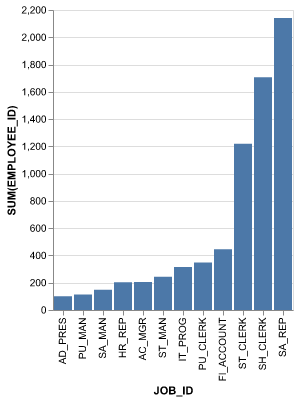 2,200
2,000
1,800
1,600
1,400
1,200
1,000
800
600
400
200
0
SUM(EMPLOYEE_ID)
AD_PRES
PU_MAN
SA_MAN
HR_REP
AC_MGR
ST_MAN
IT_PROG
PU_CLERK
FI_ACCOUNT
ST_CLERK
SH_CLERK
SA_REP
JOB_ID